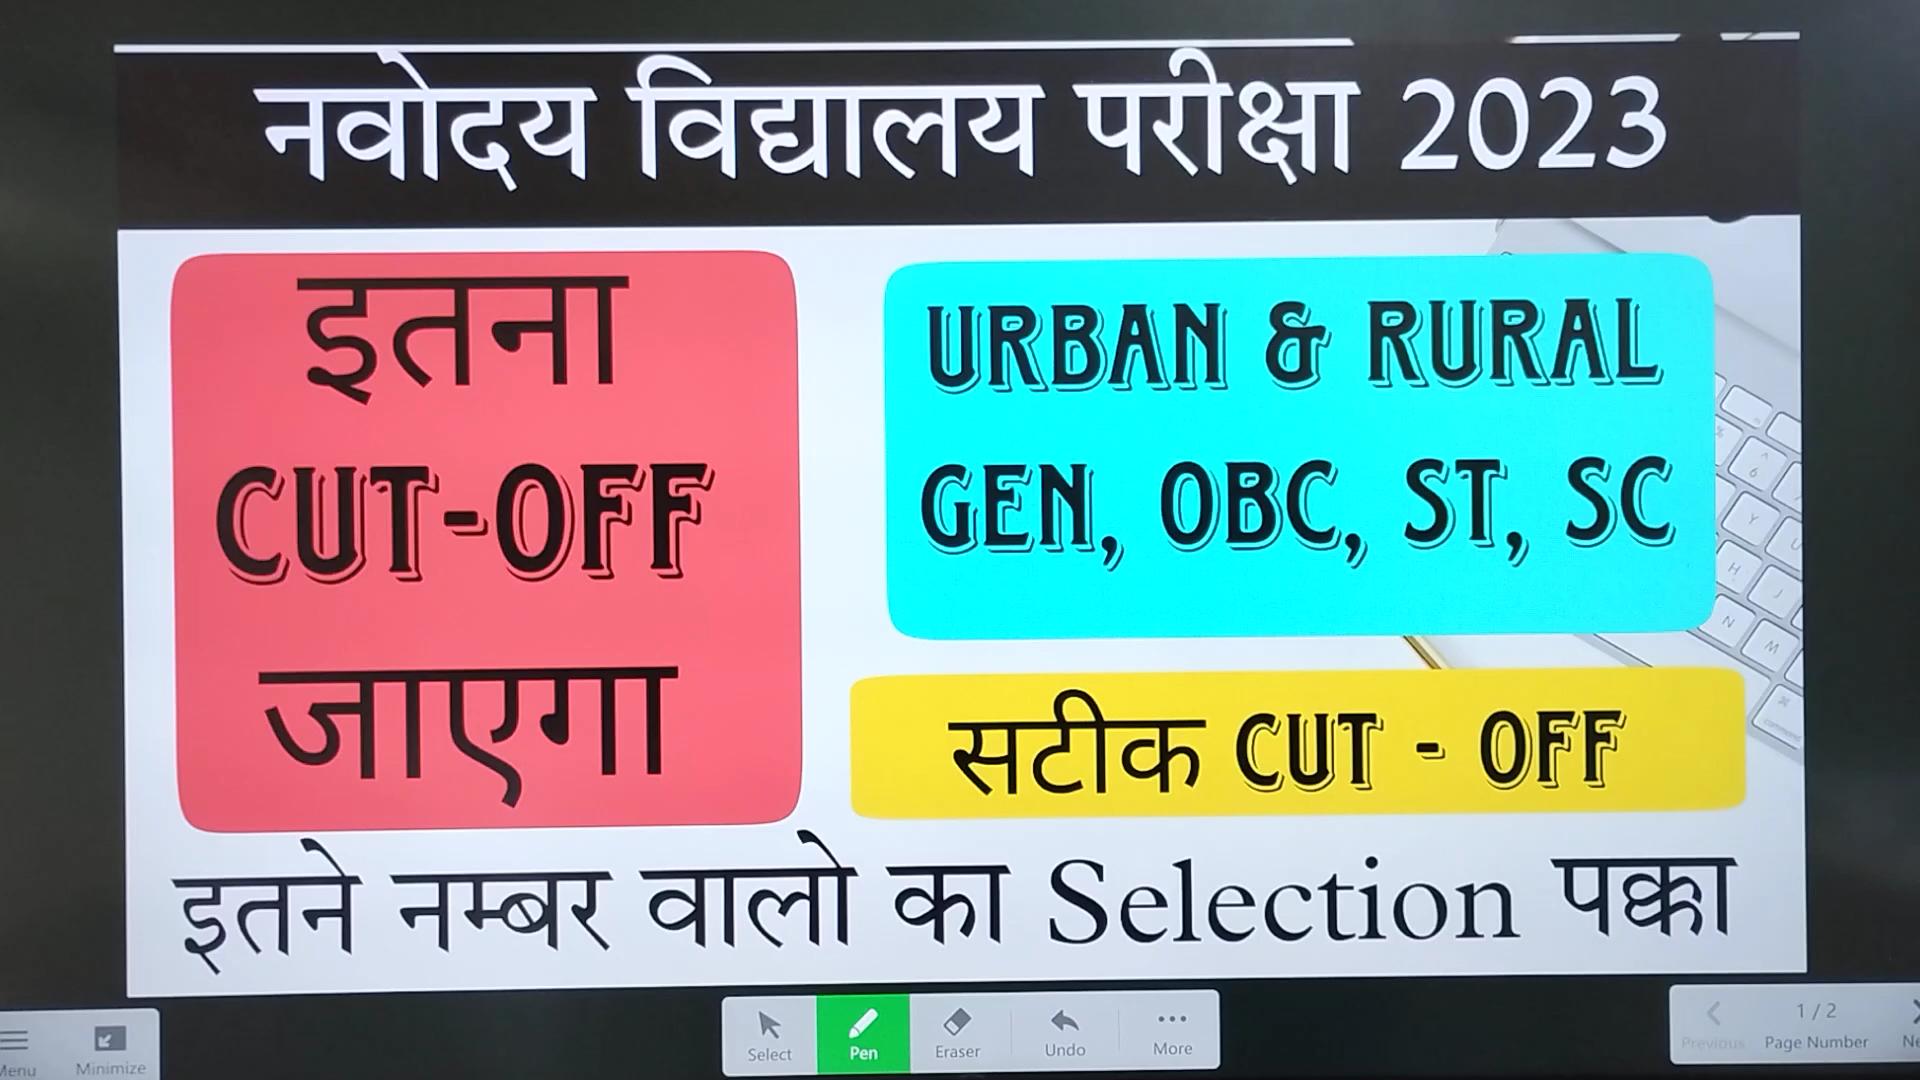 नवोदय विद्यालय परीक्षा 2023
इतना
CUT-OFF
जाएगा
URBAN & RURAL
GEN, OBC, ST, SC
सटीक CUT - OFF
इतने नम्बर वालो का Selection पक्का
Menu
Minimize
Select
Pen
Eraser
Undo
More
Previous
1 / 2
Page Number